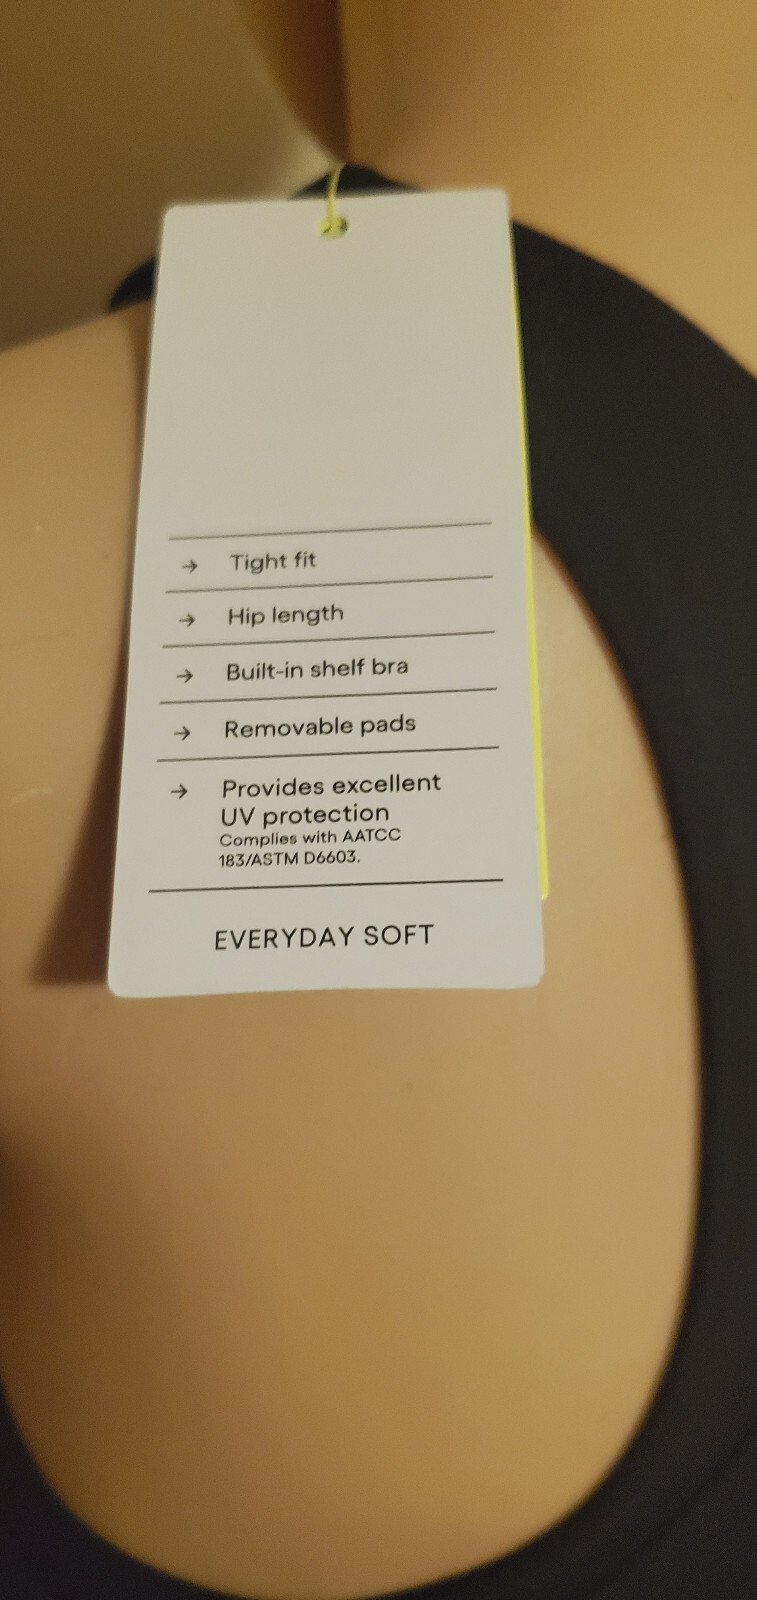 → Tight fit
→ Hip length
→ Built-in shelf bra
→ Removable pads
→ Provides excellent
UV protection
Complies with AATCC
183/ASTM D6603.
EVERYDAY SOFT